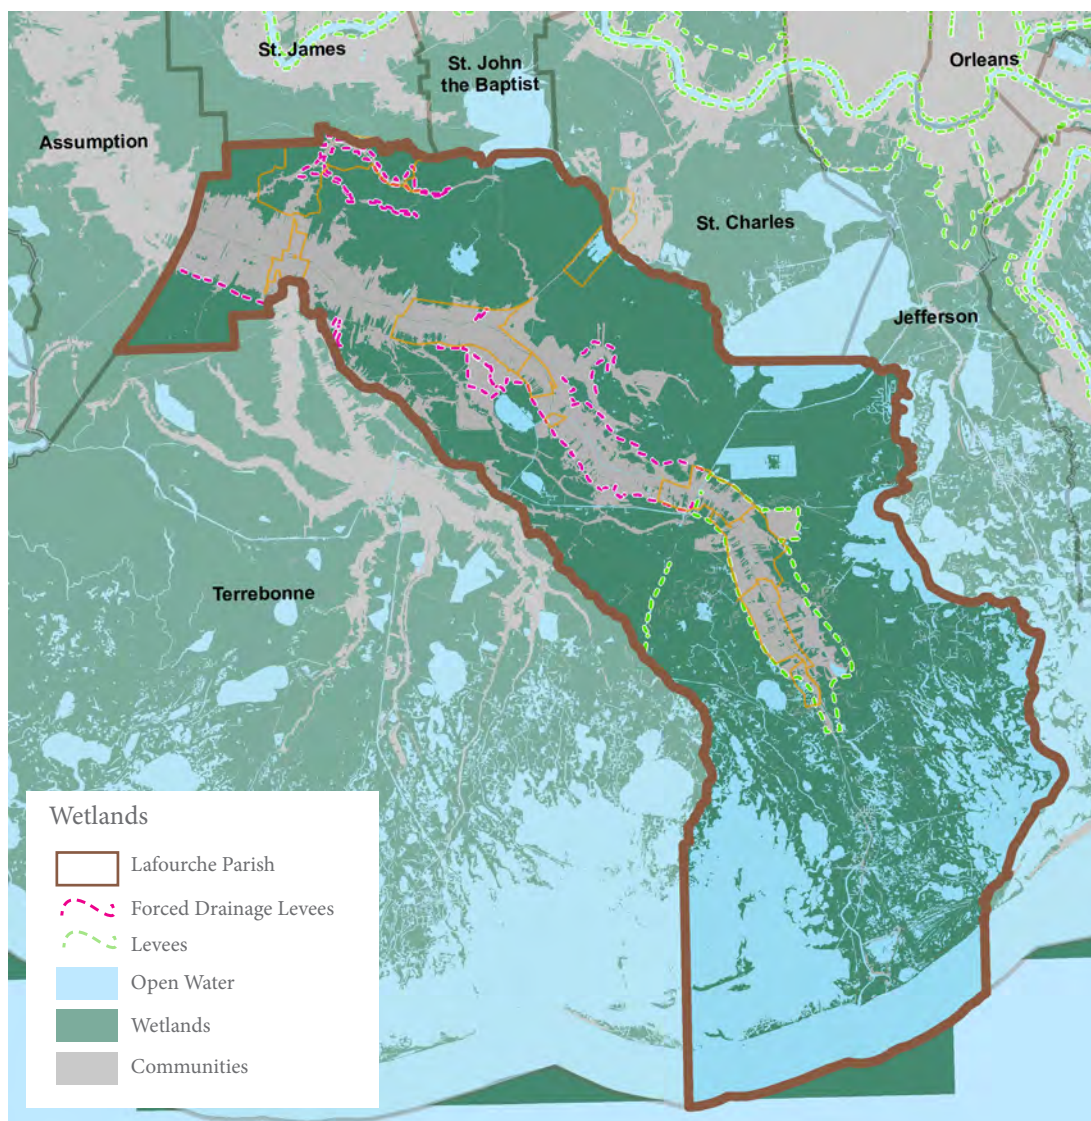 St. James
St. John
the Baptist
Orleans
Assumption
St. Charles
Jefferson
Terrebonne
Wetlands
Lafourche Parish
Forced Drainage Levees
Levees
Open Water
Wetlands
Communities